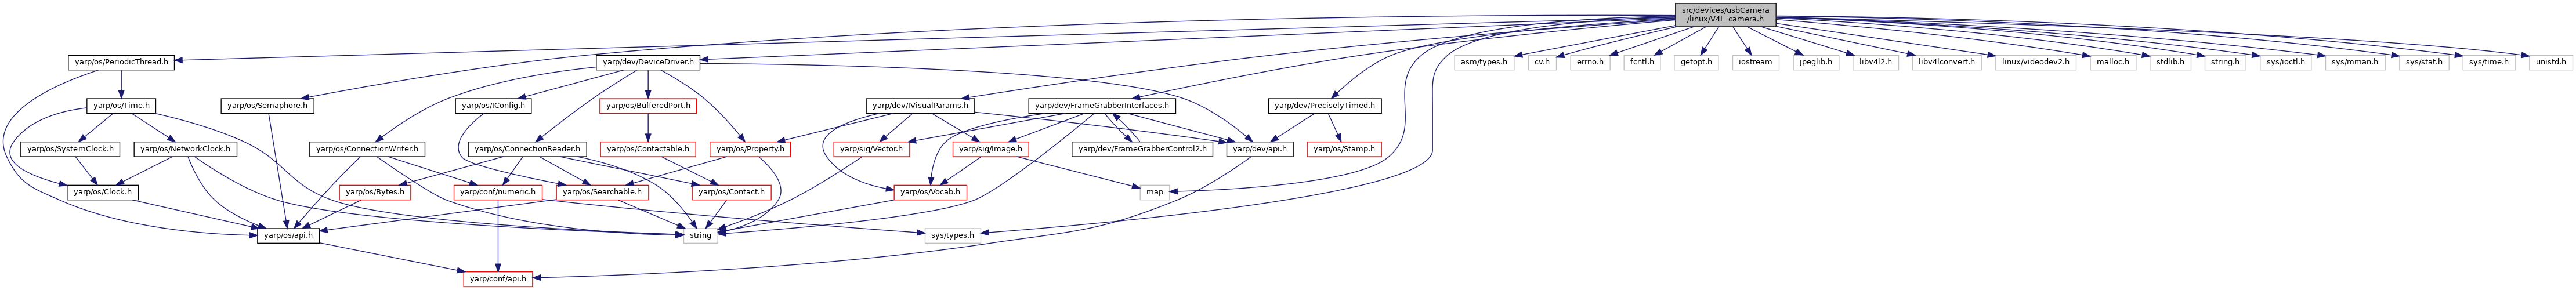 src/devices/usbCamera
/linux/V4L_camera.h
yarp/os/PeriodicThread.h
yarp/dev/DeviceDriver.h
asm/types.h
cv.h
errno.h
fcntl.h
getopt.h
iostream
jpeglib.h
libv4l2.h
libv4lconvert.h
linux/videodev2.h
malloc.h
stdlib.h
string.h
sys/ioctl.h
sys/mman.h
sys/stat.h
sys/time.h
unistd.h
yarp/os/Time.h
yarp/os/Semaphore.h
yarp/os/IConfig.h
yarp/os/BufferedPort.h
yarp/dev/IVisualParams.h
yarp/dev/FrameGrabberInterfaces.h
yarp/dev/PreciselyTimed.h
yarp/os/SystemClock.h
yarp/os/NetworkClock.h
yarp/os/ConnectionWriter.h
yarp/os/ConnectionReader.h
yarp/os/Contactable.h
yarp/os/Property.h
yarp/sig/Vector.h
yarp/sig/Image.h
yarp/dev/FrameGrabberControl2.h
yarp/dev/api.h
yarp/os/Stamp.h
yarp/os/Clock.h
yarp/os/Bytes.h
yarp/conf/numeric.h
yarp/os/Searchable.h
yarp/os/Contact.h
yarp/os/Vocab.h
map
yarp/os/api.h
string
sys/types.h
yarp/conf/api.h